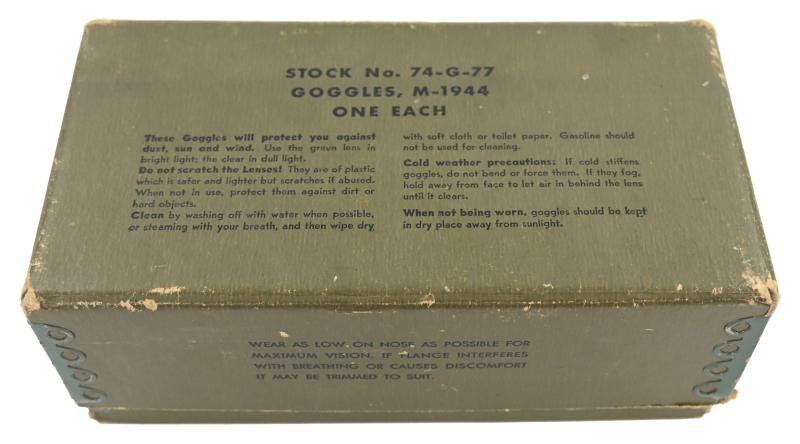 STOCK No. 74-G-77
GOGGLES, M-1944
ONE EACH
These Goggles will protect you against
dust, sun and wind. Use the green lens in
bright light; the clear in dull light.
Do not scratch the Lenses! They are of plastic
which is safer and lighter but scratches if abused.
When not in use, protect them against dirt or
hard objects.
Clean by washing off with water when possible,
or steaming with your breath, and then wipe dry
with soft cloth or toilet paper. Gasoline should
not be used for cleaning.
Cold weather precautions: If cold stiffens
goggles, do not bend or force them. If they fog,
hold away from face to let air in behind the lens
until it clears.
When not being worn, goggles should be kept
in dry place away from sunlight.
WEAR AS LOW ON NOSE AS POSSIBLE FOR
MAXIMUM VISION. IF FLANGE INTERFERES
WITH BREATHING OR CAUSES DISCOMFORT
IT MAY BE TRIMMED TO SUIT.